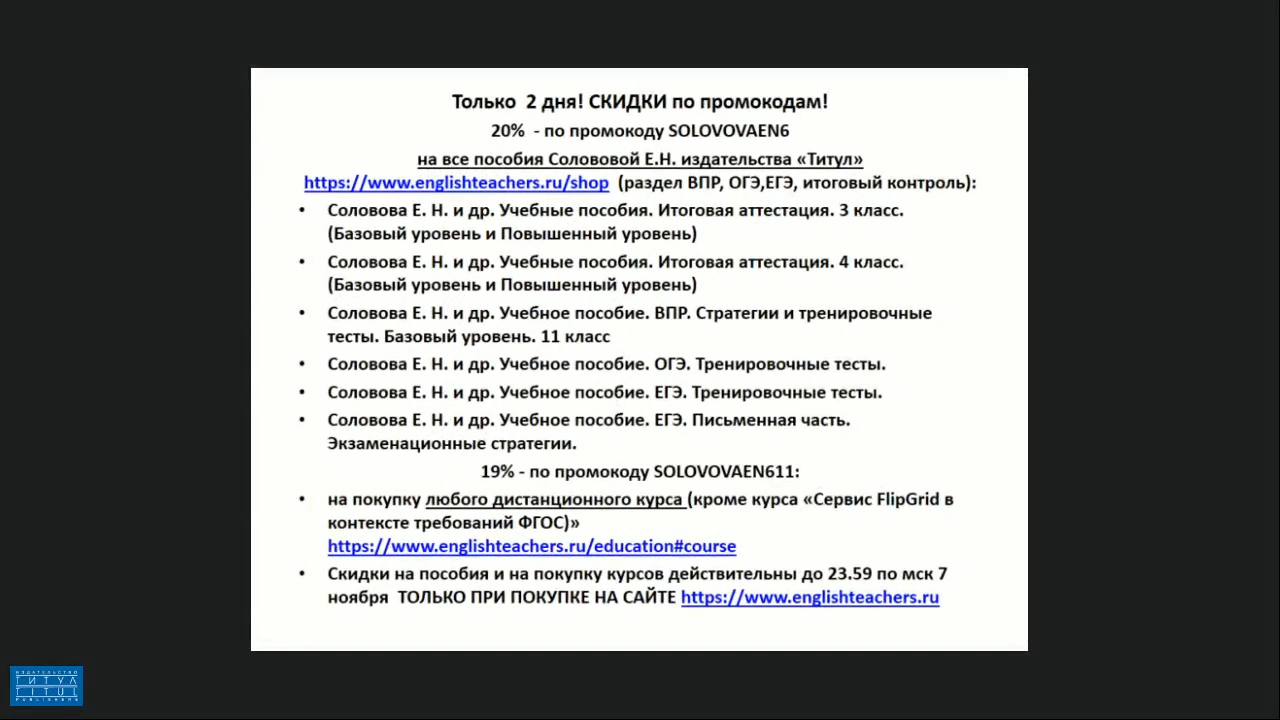 Только 2 дня! СКИДКИ по промокодам!
20% - по промокоду SOLOVOVAEN6
на все пособия Солововой Е.Н. издательства «Титул»
https://www.englishteachers.ru/shop (раздел ВПР, ОГЭ,ЕГЭ, итоговый контроль):
• Соловова Е. Н. и др. Учебные пособия. Итоговая аттестация. 3 класс.
(Базовый уровень и Повышенный уровень)
• Соловова Е. Н. и др. Учебные пособия. Итоговая аттестация. 4 класс.
(Базовый уровень и Повышенный уровень)
• Соловова Е. Н. и др. Учебное пособие. ВПР. Стратегии и тренировочные
тесты. Базовый уровень. 11 класс
• Соловова Е. Н. и др. Учебное пособие. ОГЭ. Тренировочные тесты.
• Соловова Е. Н. и др. Учебное пособие. ЕГЭ. Тренировочные тесты.
• Соловова Е. Н. и др. Учебное пособие. ЕГЭ. Письменная часть.
Экзаменационные стратегии.
19% - по промокоду SOLOVOVAEN611:
• на покупку любого дистанционного курса (кроме курса «Сервис FlipGrid в
контексте требований ФГОС)»
https://www.englishteachers.ru/education#course
• Скидки на пособия и на покупку курсов действительны до 23.59 по мск 7
ноября ТОЛЬКО ПРИ ПОКУПКЕ НА САЙТЕ https://www.englishteachers.ru
ИЗДАТЕЛЬСТВО
ТИТУЛ
TITUL
PUBLISHERS